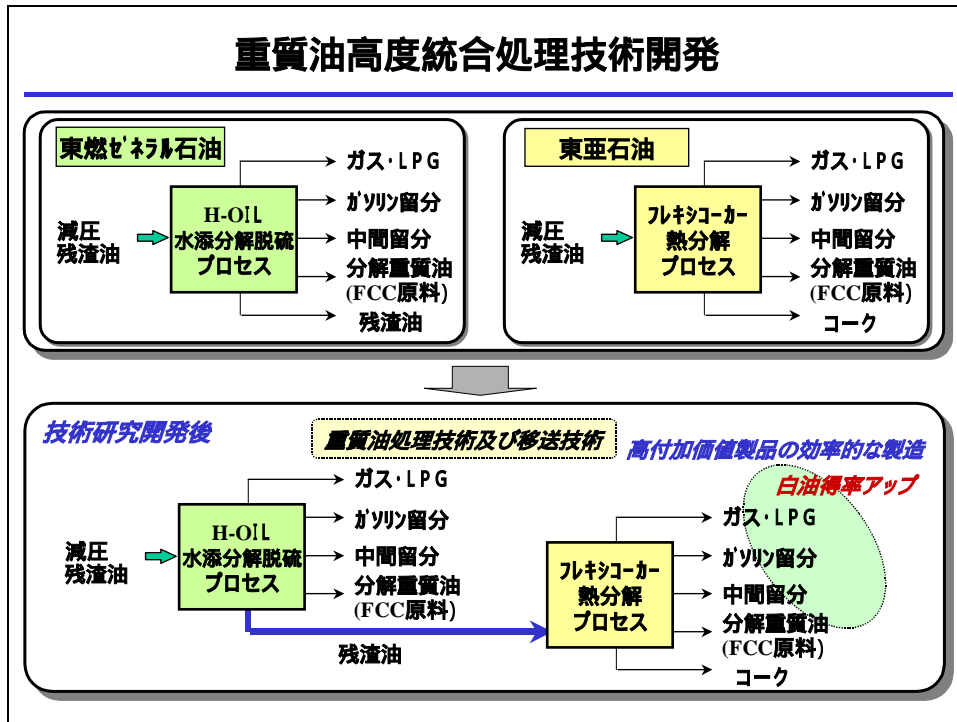 重質油高度統合処理技術開発
東燃ｾﾞﾈﾗﾙ石油
減圧
残渣油
H-OIL
水添分解脱硫
プロセス
ガス･LPG
ｶﾞｿﾘﾝ留分
中間留分
分解重質油
(FCC原料)
残渣油
東亜石油
減圧
残渣油
ﾌﾚｷｼｺｰｶｰ
熱分解
プロセス
ガス･LPG
ｶﾞｿﾘﾝ留分
中間留分
分解重質油
(FCC原料)
コーク
技術研究開発後
重質油処理技術及び移送技術
高付加価値製品の効率的な製造
白油得率アップ
減圧
残渣油
H-OIL
水添分解脱硫
プロセス
ガス･LPG
ｶﾞｿﾘﾝ留分
中間留分
分解重質油
(FCC原料)
残渣油
ﾌﾚｷｼｺｰｶｰ
熱分解
プロセス
ガス･LPG
ｶﾞｿﾘﾝ留分
中間留分
分解重質油
(FCC原料)
コーク